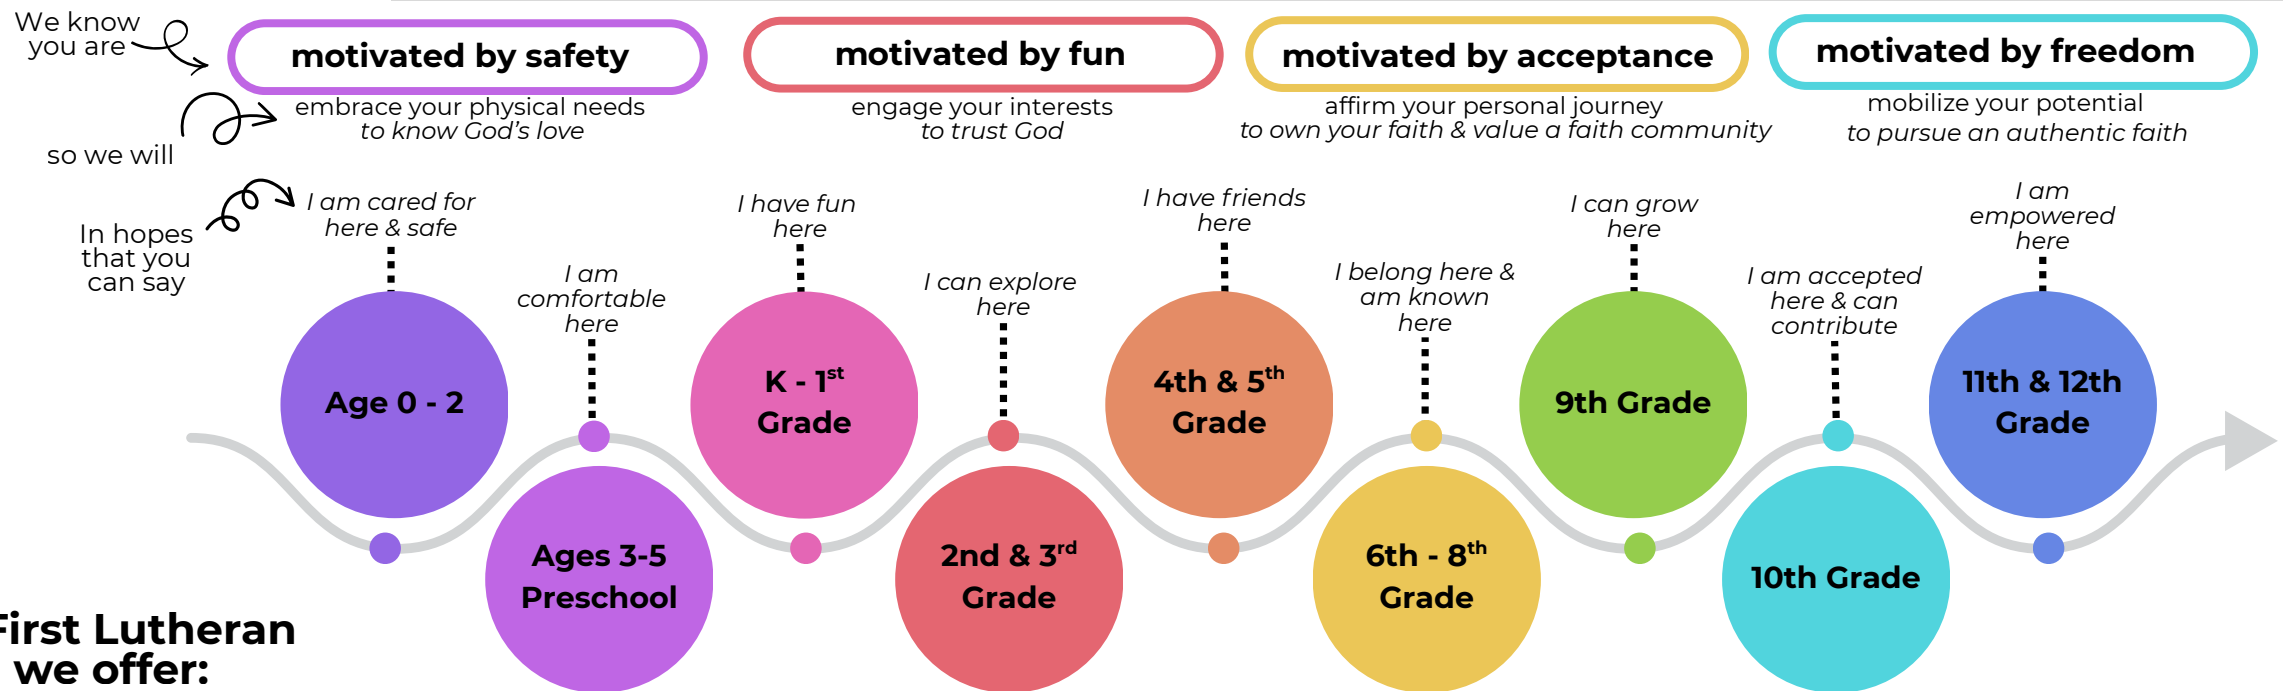 We know
you are
motivated by safety
motivated by fun
motivated by acceptance
motivated by freedom
so we will
embrace your physical needs
to know God's love
engage your interests
to trust God
affirm your personal journey
to own your faith & value a faith community
mobilize your potential
to pursue an authentic faith
In hopes
that you
can say
I am cared for
here & safe
I am
comfortable
here
I have fun
here
I can explore
here
I have friends
here
I belong here &
am known
here
I can grow
here
I am accepted
here & can
contribute
I am
empowered
here
Age 0 - 2
Ages 3-5
Preschool
K - 1st
Grade
2nd & 3rd
Grade
4th & 5th
Grade
6th - 8th
Grade
9th Grade
10th Grade
11th & 12th
Grade
First Lutheran
we offer: